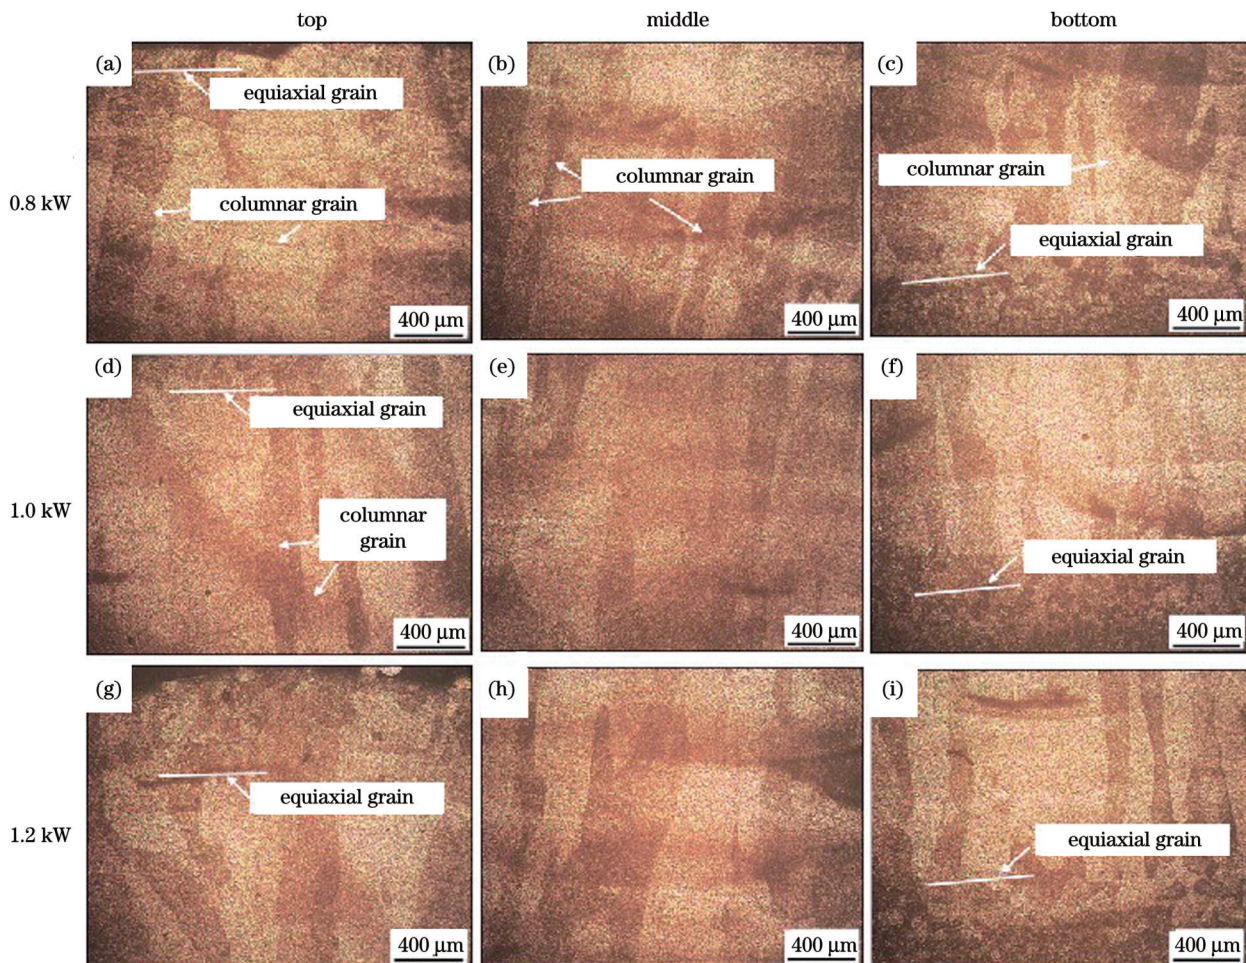 top middle bottom
(a) (b) (c)
equiaxial grain
columnar grain
columnar grain
columnar grain
0.8 kW
equiaxial grain
400 μm 400 μm 400 μm
(d) (e) (f)
equiaxial grain
1.0 kW
columnar
grain
equiaxial grain
400 μm 400 μm 400 μm
(g) (h) (i)
equiaxial grain
1.2 kW
equiaxial grain
400 μm 400 μm 400 μm